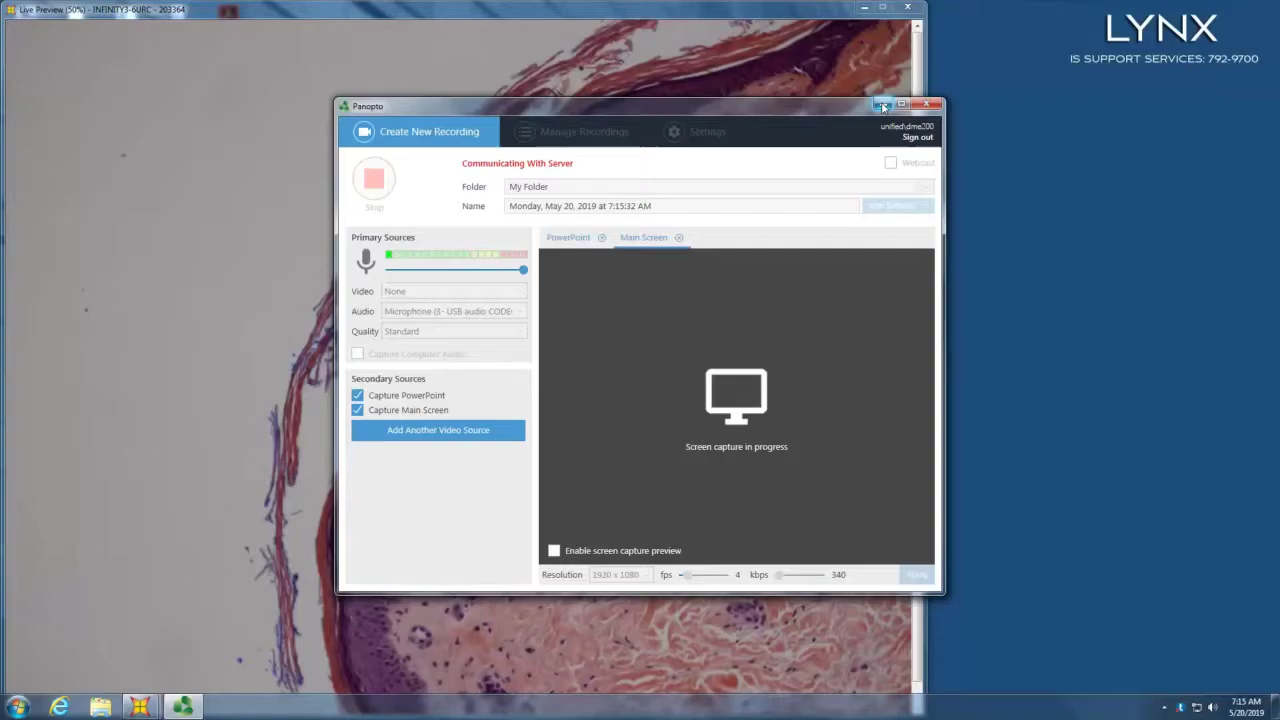 Live Preview (50%) - INFINITY3-6URC - 203364
LYNX
IS SUPPORT SERVICES: 792-9700
Panopto
Create New Recording
Manage Recordings
Settings
unified\dme200
Sign out
Communicating With Server
Webcast
Stop
Folder
My Folder
Name
Monday, May 20, 2019 at 7:15:32 AM
Primary Sources
PowerPoint
Main Screen
Video
None
Audio
Microphone (3- USB audio CODE
Quality
Standard
Capture Computer Audio
Secondary Sources
Capture PowerPoint
Capture Main Screen
Add Another Video Source
Screen capture in progress
Enable screen capture preview
Resolution
1920 x 1080
fps
4
kbps
340
Apply
7:15 AM
5/20/2019